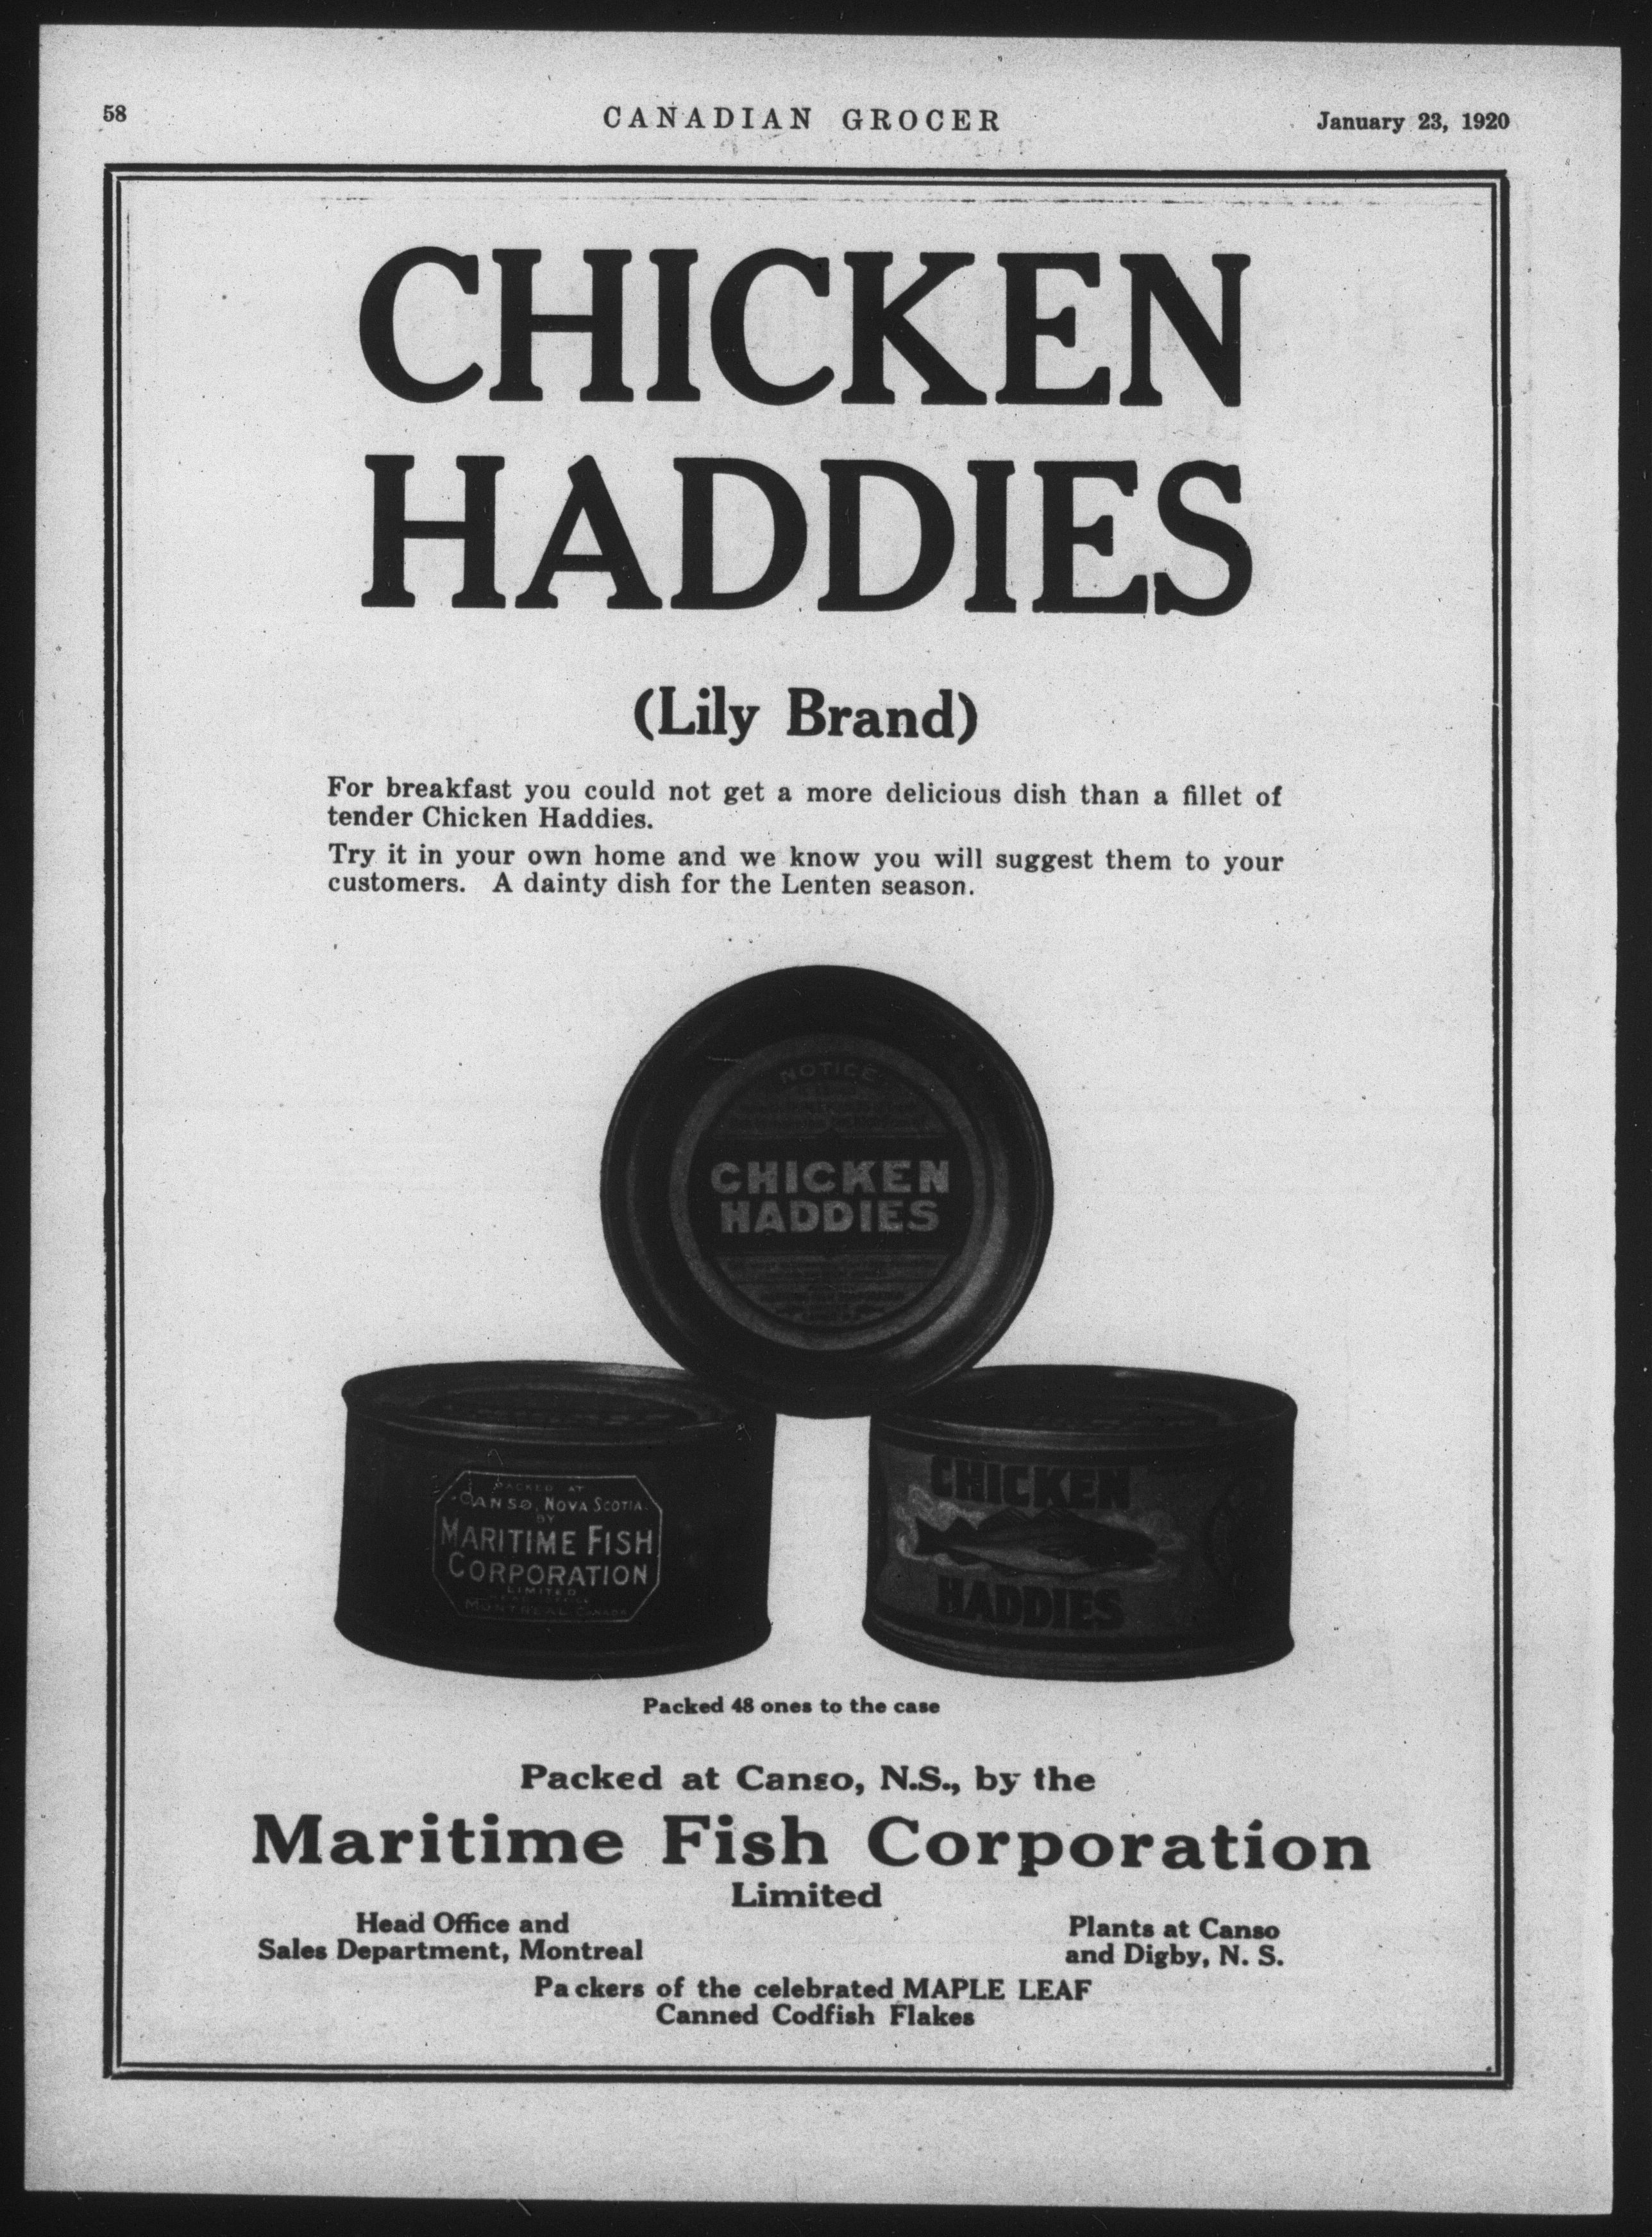 58
CANADIAN GROCER
January 23, 1920
CHICKEN
HADDIES
(Lily Brand)
For breakfast you could not get a more delicious dish than a fillet of
tender Chicken Haddies.
Try it in your own home and we know you will suggest them to your
customers. A dainty dish for the Lenten season.
NOTICE
CHICKEN
HADDIES
PACKED AT
CANSO, NOVA SCOTIA.
BY
MARITIME FISH
CORPORATION
LIMITED
MONTREAL CANADA
CHICKEN
HADDIES
Packed 48 ones to the case
Packed at Canso, N.S., by the
Maritime Fish Corporation
Limited
Head Office and
Sales Department, Montreal
Plants at Canso
and Digby, N. S.
Packers of the celebrated MAPLE LEAF
Canned Codfish Flakes